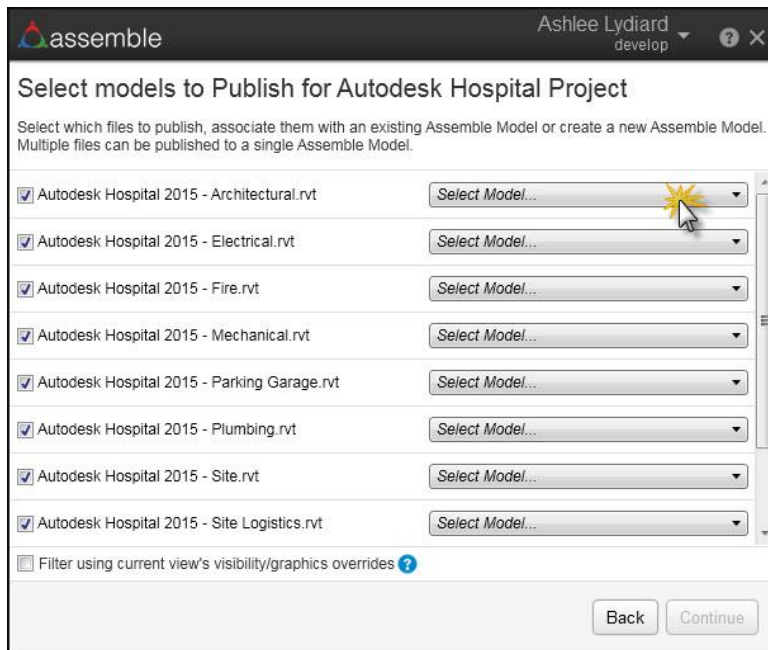 assemble
Ashlee Lydiard
develop
Select models to Publish for Autodesk Hospital Project
Select which files to publish, associate them with an existing Assemble Model or create a new Assemble Model.
Multiple files can be published to a single Assemble Model.
Autodesk Hospital 2015 - Architectural.rvt Select Model...
Autodesk Hospital 2015 - Electrical.rvt Select Model...
Autodesk Hospital 2015 - Fire.rvt Select Model...
Autodesk Hospital 2015 - Mechanical.rvt Select Model...
Autodesk Hospital 2015 - Parking Garage.rvt Select Model...
Autodesk Hospital 2015 - Plumbing.rvt Select Model...
Autodesk Hospital 2015 - Site.rvt Select Model...
Autodesk Hospital 2015 - Site Logistics.rvt Select Model...
Filter using current view's visibility/graphics overrides ?
Back Continue